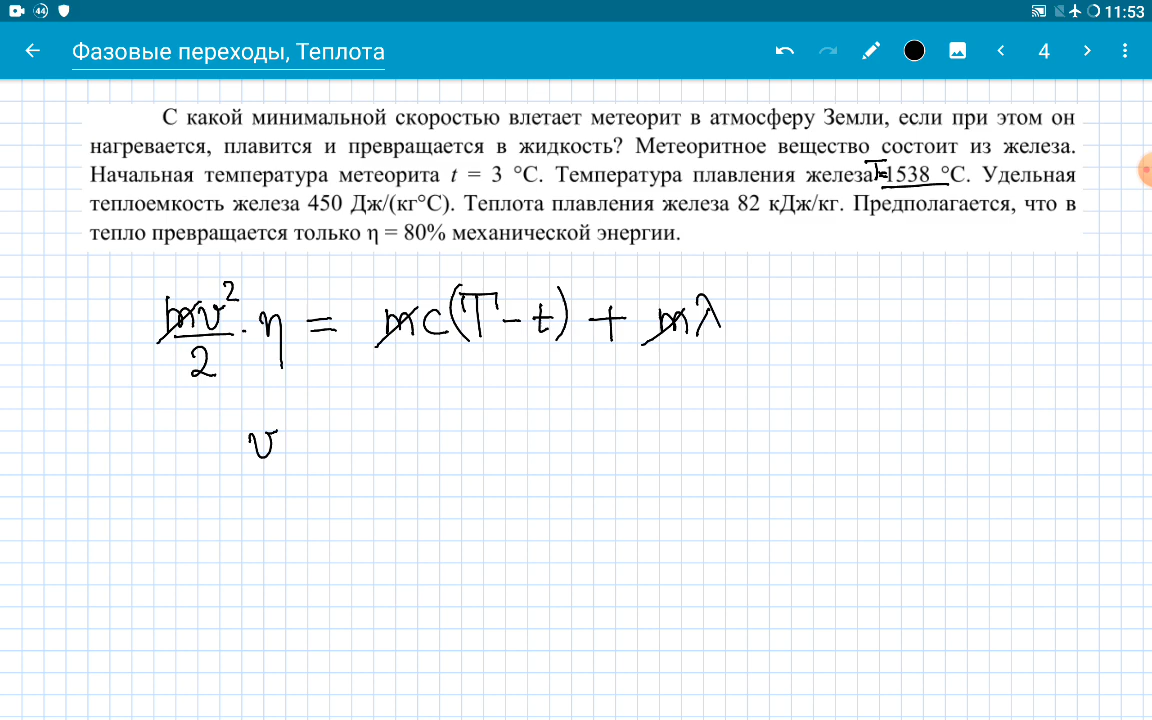 44 11:53
Фазовые переходы, Теплота 4
С какой минимальной скоростью влетает метеорит в атмосферу Земли, если при этом он
нагревается, плавится и превращается в жидкость? Метеоритное вещество состоит из железа.
Начальная температура метеорита t = 3 °С. Температура плавления железа T=1538 °С. Удельная
теплоемкость железа 450 Дж/(кг°С). Теплота плавления железа 82 кДж/кг. Предполагается, что в
тепло превращается только η = 80% механической энергии.
mv²/2 · η = mc(T - t) + mλ
v